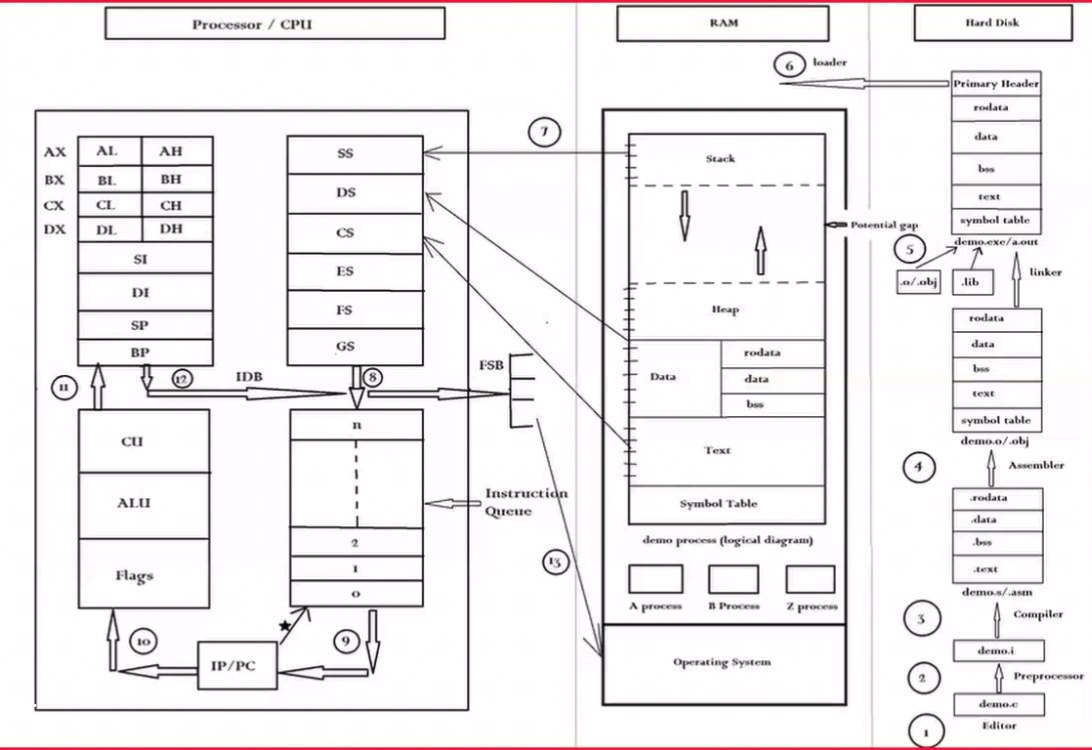 Processor / CPU
RAM
Hard Disk
AX AL AH
BX BL BH
CX CL CH
DX DL DH
SI
DI
SP
BP
SS
DS
CS
ES
FS
GS
7
11
12
IDB
8
FSB
CU
ALU
Flags
n
2
1
0
Instruction
Queue
10
IP/PC
★
9
13
Stack
Potential gap
Heap
Data
rodata
data
bss
Text
Symbol Table
demo process (logical diagram)
A process
B Process
Z process
Operating System
6
loader
Primary Header
rodata
data
bss
text
symbol table
demo.exe/a.out
5
.o/.obj
.lib
linker
rodata
data
bss
text
symbol table
demo.o/.obj
4
Assembler
.rodata
.data
.bss
.text
demo.s/.asm
3
Compiler
demo.i
2
Preprocessor
demo.c
1
Editor